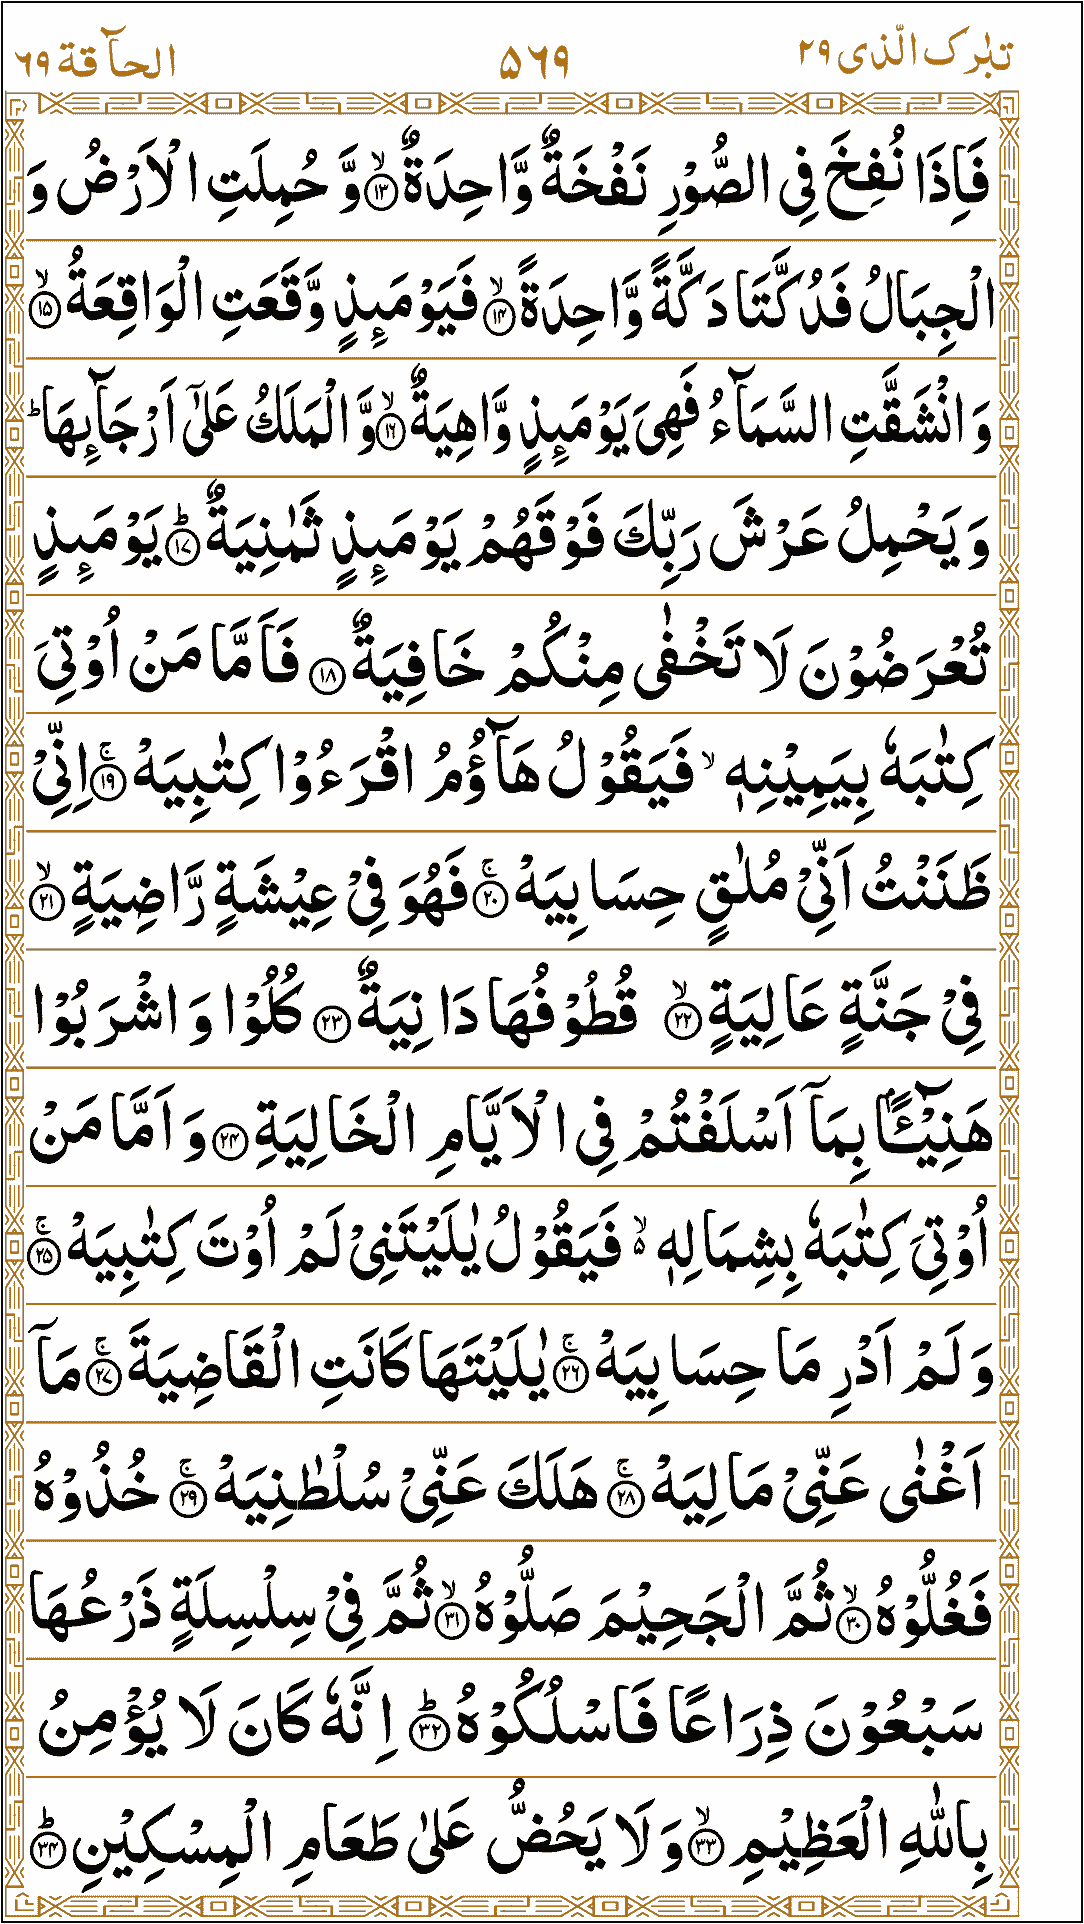 تبٰرک الّذی ۲۹ ۵۶۹ الحآقة ۶۹
فَاِذَا نُفِخَ فِی الصُّوْرِ نَفْخَةٌ وَّاحِدَةٌ ۙ﴿۱۳﴾ وَّ حُمِلَتِ الْاَرْضُ وَ
الْجِبَالُ فَدُكَّتَا دَكَّةً وَّاحِدَةً ۙ﴿۱۴﴾ فَیَوْمَىِٕذٍ وَّقَعَتِ الْوَاقِعَةُ ۙ﴿۱۵﴾
وَ انْشَقَّتِ السَّمَآءُ فَهِیَ یَوْمَىِٕذٍ وَّاهِیَةٌ ۙ﴿۱۶﴾ وَّ الْمَلَكُ عَلٰۤی اَرْجَآىِٕهَا ؕ
وَ یَحْمِلُ عَرْشَ رَبِّكَ فَوْقَهُمْ یَوْمَىِٕذٍ ثَمٰنِیَةٌ ؕ﴿۱۷﴾ یَوْمَىِٕذٍ
تُعْرَضُوْنَ لَا تَخْفٰی مِنْكُمْ خَافِیَةٌ ﴿۱۸﴾ فَاَمَّا مَنْ اُوْتِیَ
كِتٰبَهٗ بِیَمِیْنِهٖ ۙ فَیَقُوْلُ هَآؤُمُ اقْرَءُوْا كِتٰبِیَهْ ۚ﴿۱۹﴾ اِنِّیْ
ظَنَنْتُ اَنِّیْ مُلٰقٍ حِسَابِیَهْ ۚ﴿۲۰﴾ فَهُوَ فِیْ عِیْشَةٍ رَّاضِیَةٍ ۙ﴿۲۱﴾
فِیْ جَنَّةٍ عَالِیَةٍ ۙ﴿۲۲﴾ قُطُوْفُهَا دَانِیَةٌ ﴿۲۳﴾ كُلُوْا وَ اشْرَبُوْا
هَنِیْٓـًٔۢا بِمَاۤ اَسْلَفْتُمْ فِی الْاَیَّامِ الْخَالِیَةِ ﴿۲۴﴾ وَ اَمَّا مَنْ
اُوْتِیَ كِتٰبَهٗ بِشِمَالِهٖ ۙ۬ فَیَقُوْلُ یٰلَیْتَنِیْ لَمْ اُوْتَ كِتٰبِیَهْ ۚ﴿۲۵﴾
وَ لَمْ اَدْرِ مَا حِسَابِیَهْ ۚ﴿۲۶﴾ یٰلَیْتَهَا كَانَتِ الْقَاضِیَةَ ۚ﴿۲۷﴾ مَاۤ
اَغْنٰی عَنِّیْ مَالِیَهْ ۚ﴿۲۸﴾ هَلَكَ عَنِّیْ سُلْطٰنِیَهْ ۚ﴿۲۹﴾ خُذُوْهُ
فَغُلُّوْهُ ۙ﴿۳۰﴾ ثُمَّ الْجَحِیْمَ صَلُّوْهُ ۙ﴿۳۱﴾ ثُمَّ فِیْ سِلْسِلَةٍ ذَرْعُهَا
سَبْعُوْنَ ذِرَاعًا فَاسْلُكُوْهُ ؕ﴿۳۲﴾ اِنَّهٗ كَانَ لَا یُؤْمِنُ
بِاللّٰهِ الْعَظِیْمِ ۙ﴿۳۳﴾ وَ لَا یَحُضُّ عَلٰی طَعَامِ الْمِسْكِیْنِ ؕ﴿۳۴﴾